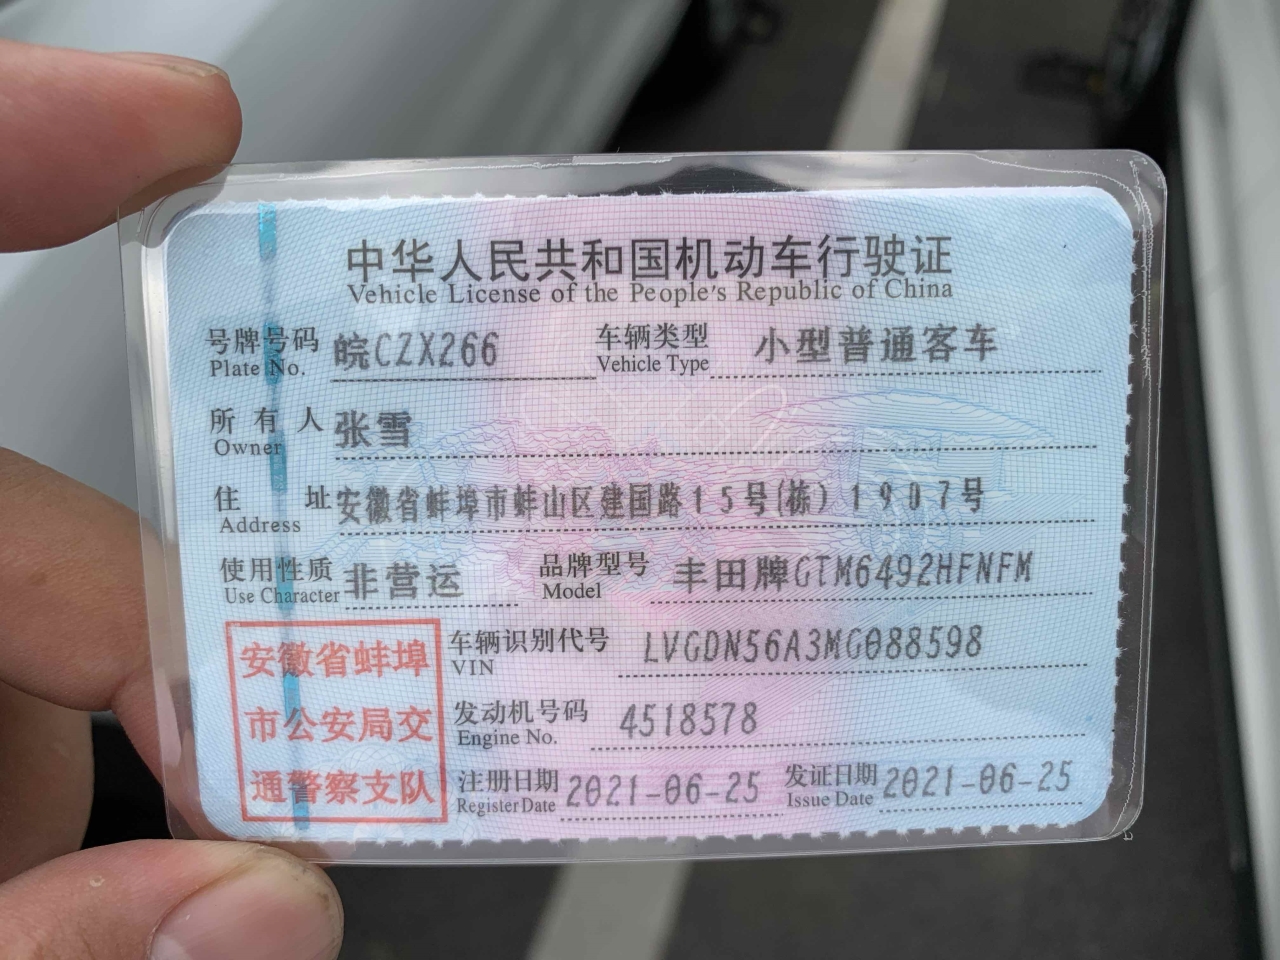 中华人民共和国机动车行驶证
Vehicle License of the People's Republic of China
号牌号码 皖CZX266 车辆类型 小型普通客车
Plate No. Vehicle Type
所有人 张雪
Owner
住址 安徽省蚌埠市蚌山区建国路15号(栋)1907号
Address
使用性质 非营运 品牌型号 丰田牌GTM6492HFNFM
Use Character Model
车辆识别代号 LVGDN56A3MG088598
VIN
发动机号码 4518578
Engine No.
注册日期 2021-06-25 发证日期 2021-06-25
Register Date Issue Date
安徽省蚌埠
市公安局交
通警察支队